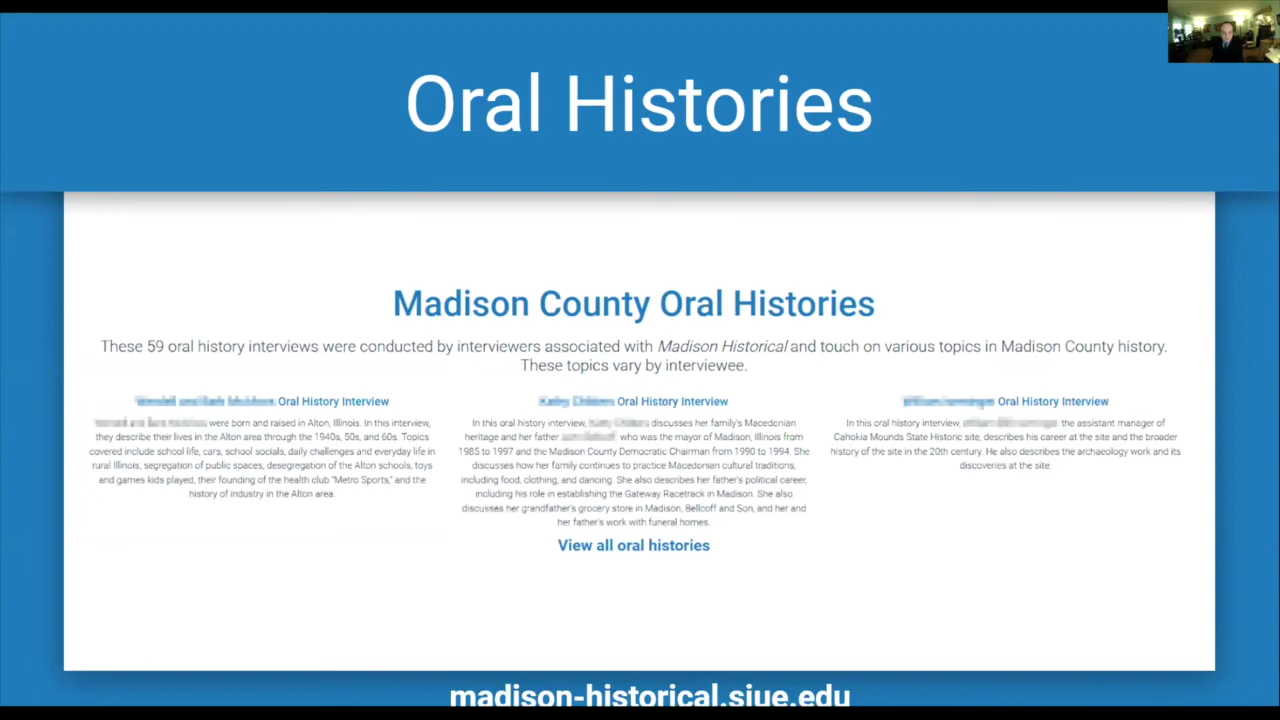 Oral Histories
Madison County Oral Histories
These 59 oral history interviews were conducted by interviewers associated with Madison Historical and touch on various topics in Madison County history.
These topics vary by interviewee.
Oral History Interview
were born and raised in Alton, Illinois. In this interview,
they describe their lives in the Alton area through the 1940s, 50s, and 60s. Topics
covered include school life, cars, school socials, daily challenges and everyday life in
rural Illinois, segregation of public spaces, desegregation of the Alton schools, toys
and games kids played, their founding of the health club "Metro Sports," and the
history of industry in the Alton area.
Oral History Interview
In this oral history interview, discusses her family's Macedonian
heritage and her father who was the mayor of Madison, Illinois from
1985 to 1997 and the Madison County Democratic Chairman from 1990 to 1994. She
discusses how her family continues to practice Macedonian cultural traditions,
including food, clothing, and dancing. She also describes her father's political career,
including his role in establishing the Gateway Racetrack in Madison. She also
discusses her grandfather's grocery store in Madison, Bellcoff and Son, and her and
her father's work with funeral homes.
Oral History Interview
In this oral history interview, the assistant manager of
Cahokia Mounds State Historic site, describes his career at the site and the broader
history of the site in the 20th century. He also describes the archaeology work and its
discoveries at the site.
View all oral histories
madison-historical.siue.edu